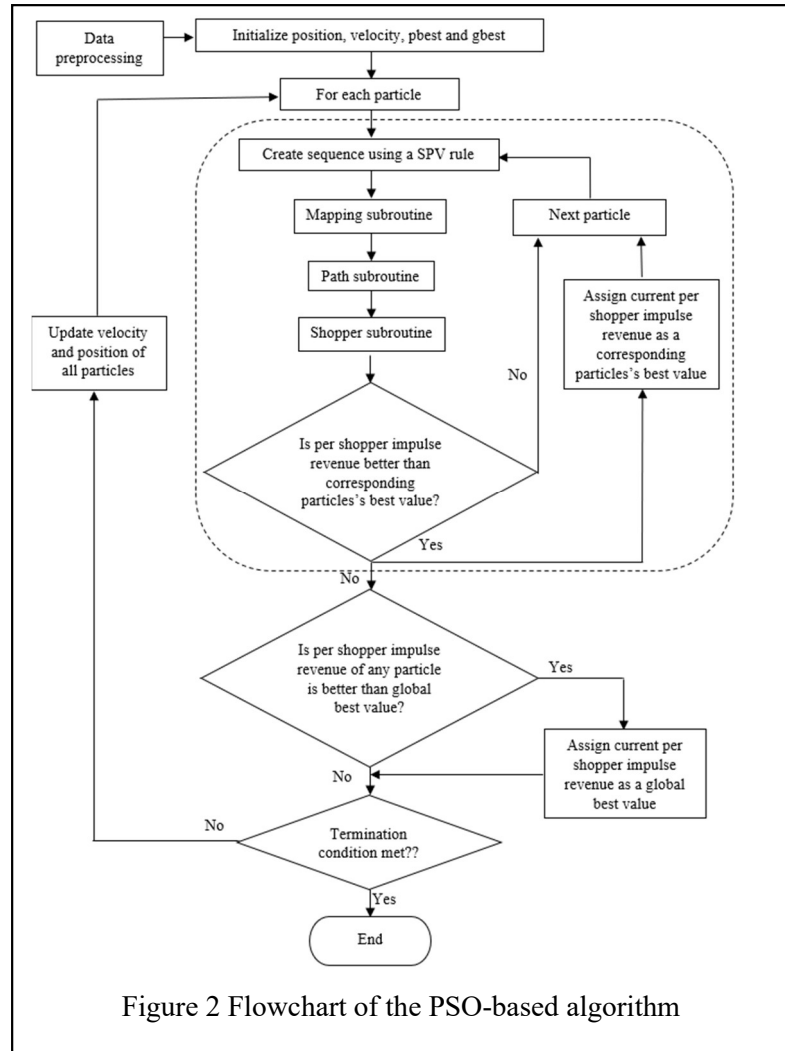 Data
preprocessing
Initialize position, velocity, pbest and gbest
For each particle
Create sequence using a SPV rule
Mapping subroutine
Next particle
Path subroutine
Shopper subroutine
Assign current per
shopper impulse
revenue as a
corresponding
particles's best value
Update velocity
and position of
all particles
No
Is per shopper impulse
revenue better than
corresponding
particles's best value?
Yes
No
Is per shopper impulse
revenue of any particle
is better than global
best value?
Yes
Assign current per
shopper impulse
revenue as a global
best value
No
No
Termination
condition met??
Yes
End
Figure 2 Flowchart of the PSO-based algorithm